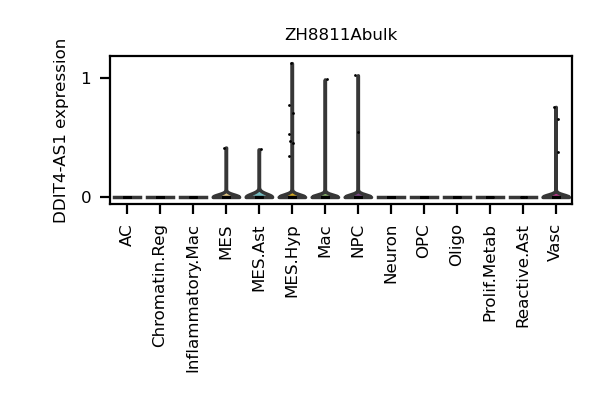 ZH8811Abulk
DDIT4-AS1 expression
1
0
AC
Chromatin.Reg
Inflammatory.Mac
MES
MES.Ast
MES.Hyp
Mac
NPC
Neuron
OPC
Oligo
Prolif.Metab
Reactive.Ast
Vasc